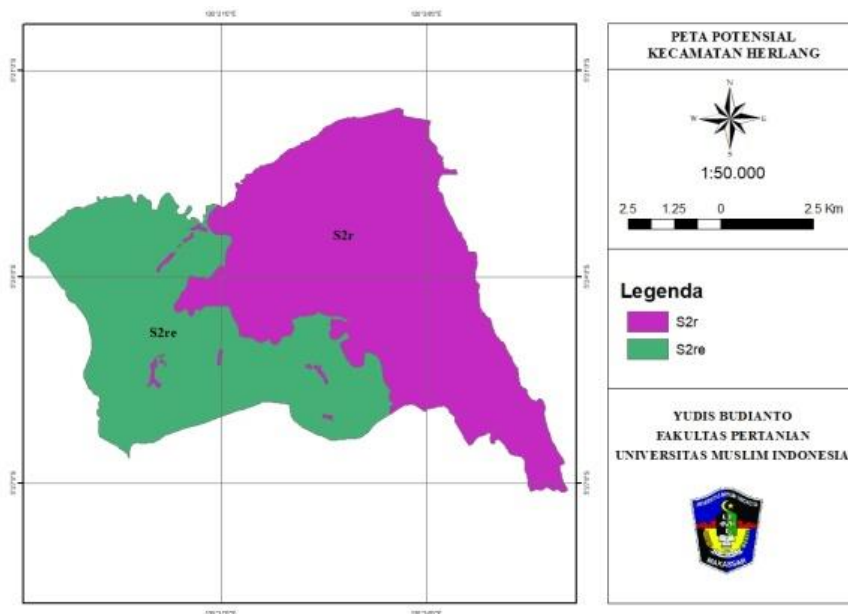 PETA POTENSIAL
KECAMATAN HERLANG
N
W E
S
1:50.000
2.5 1.25 0 2.5 Km
Legenda
S2r
S2re
YUDIS BUDIANTO
FAKULTAS PERTANIAN
UNIVERSITAS MUSLIM INDONESIA
MAKASSAR
S2r
S2re